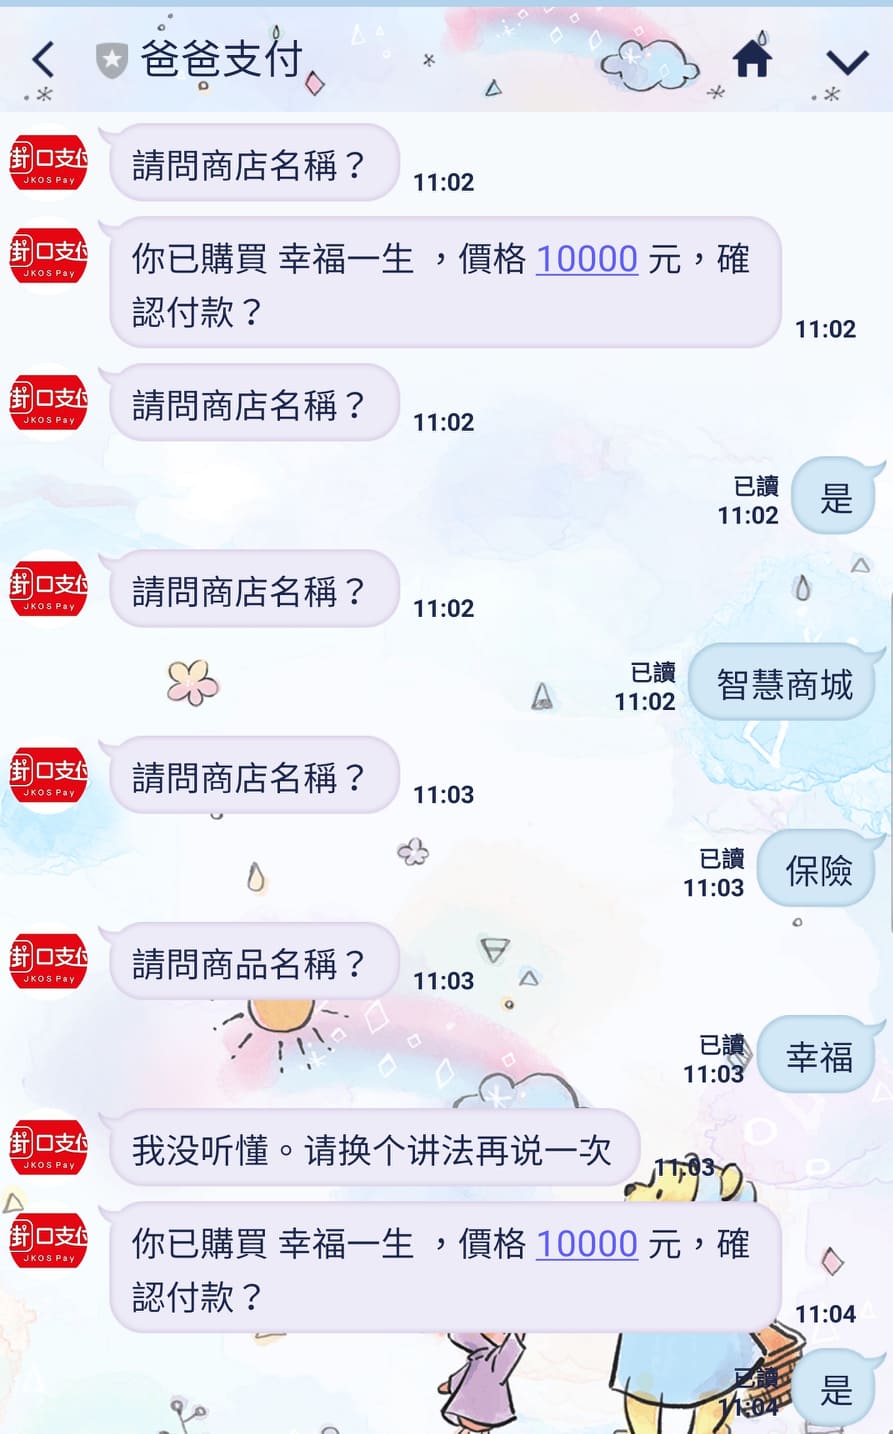 爸爸支付
封口支付
JKOS Pay
請問商店名稱？
11:02
封口支付
JKOS Pay
你已購買 幸福一生 ，價格 10000 元，確
認付款？
11:02
封口支付
JKOS Pay
請問商店名稱？
11:02
已讀
11:02
是
封口支付
JKOS Pay
請問商店名稱？
11:02
已讀
11:02
智慧商城
封口支付
JKOS Pay
請問商店名稱？
11:03
已讀
11:03
保險
封口支付
JKOS Pay
請問商品名稱？
11:03
已讀
11:03
幸福
封口支付
JKOS Pay
我没听懂。请换个讲法再说一次
11:03
封口支付
JKOS Pay
你已購買 幸福一生 ，價格 10000 元，確
認付款？
11:04
已讀
11:04
是